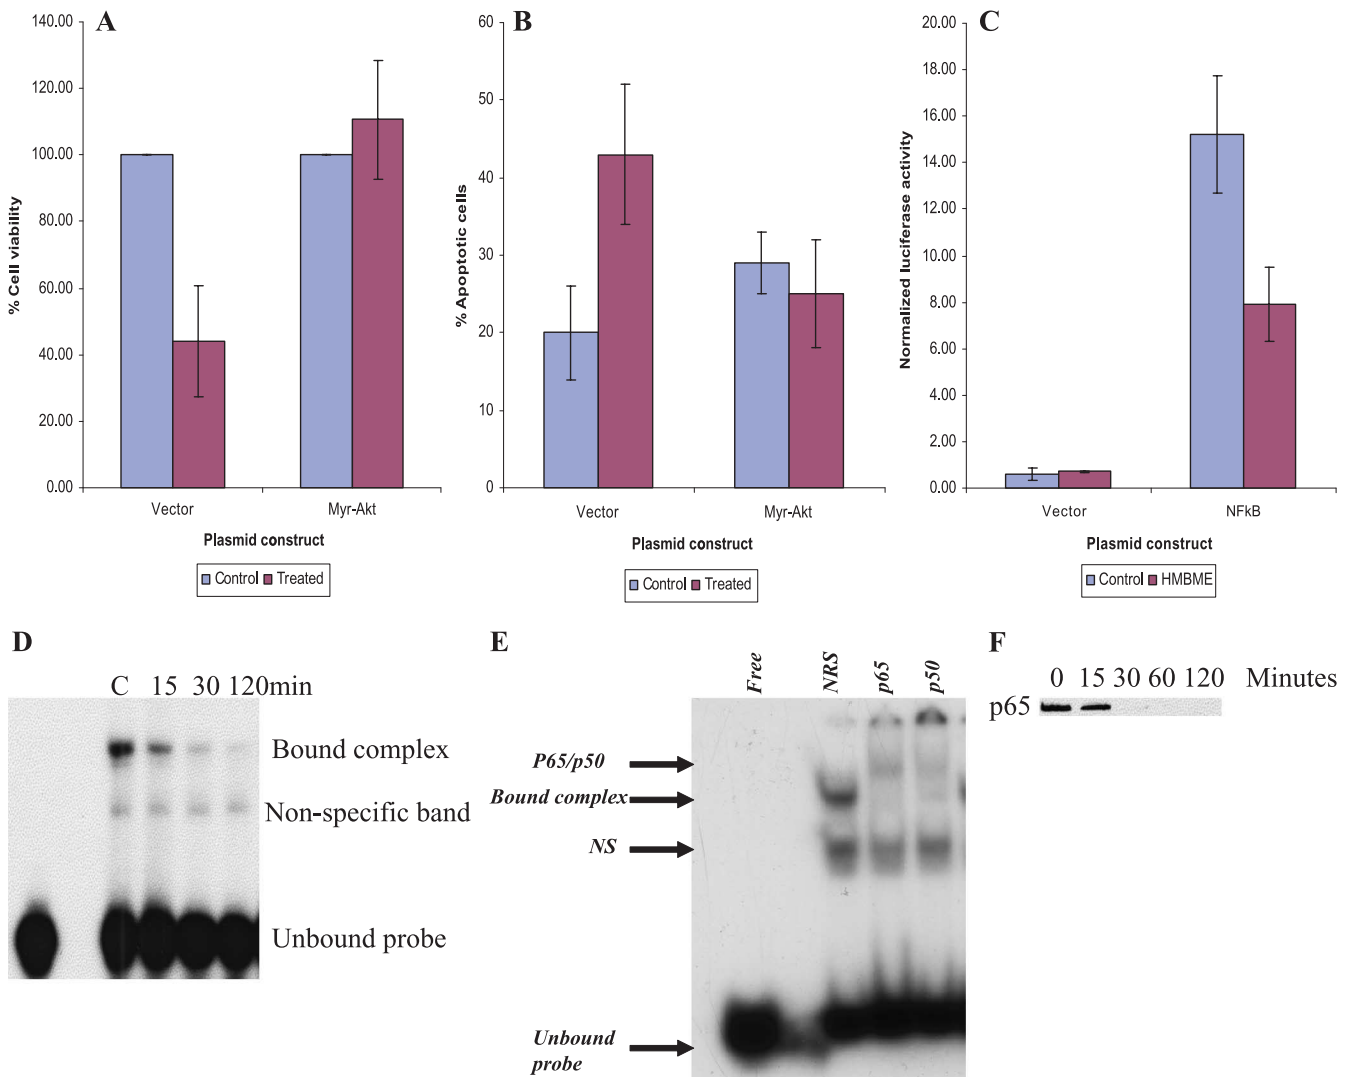 A
140.00
120.00
100.00
80.00
60.00
40.00
20.00
0.00
% Cell viability
Vector
Myr-Akt
Plasmid construct
Control Treated
B
60
50
40
30
20
10
0
% Apoptotic cells
Vector
Myr-Akt
Plasmid construct
Control Treated
C
20.00
18.00
16.00
14.00
12.00
10.00
8.00
6.00
4.00
2.00
0.00
Normalized luciferase activity
Vector
NFkB
Plasmid construct
Control HMBME
D
C 15 30 120min
Bound complex
Non-specific band
Unbound probe
E
Free
NRS
p65
p50
P65/p50
Bound complex
NS
Unbound
probe
F
0 15 30 60 120 Minutes
p65